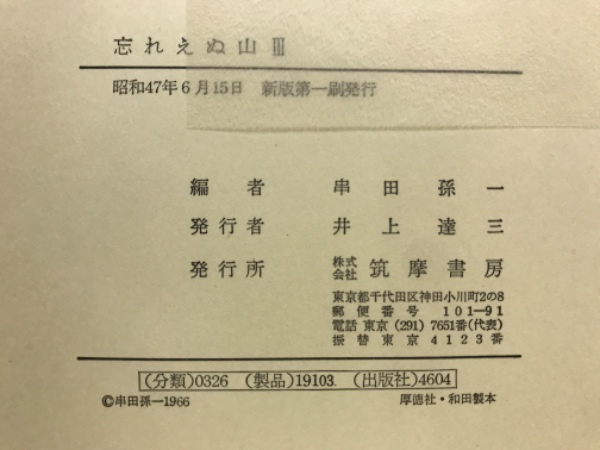 忘れえぬ山Ⅲ
昭和47年6月15日　新版第一刷発行
編者　串田孫一
発行者　井上達三
発行所　株式会社　筑摩書房
東京都千代田区神田小川町2の8
郵便番号　101—91
電話 東京 (291) 7651番(代表)
振替東京4123番
(分類)0326　(製品)19103　(出版社)4604
©串田孫一1966　厚徳社・和田製本